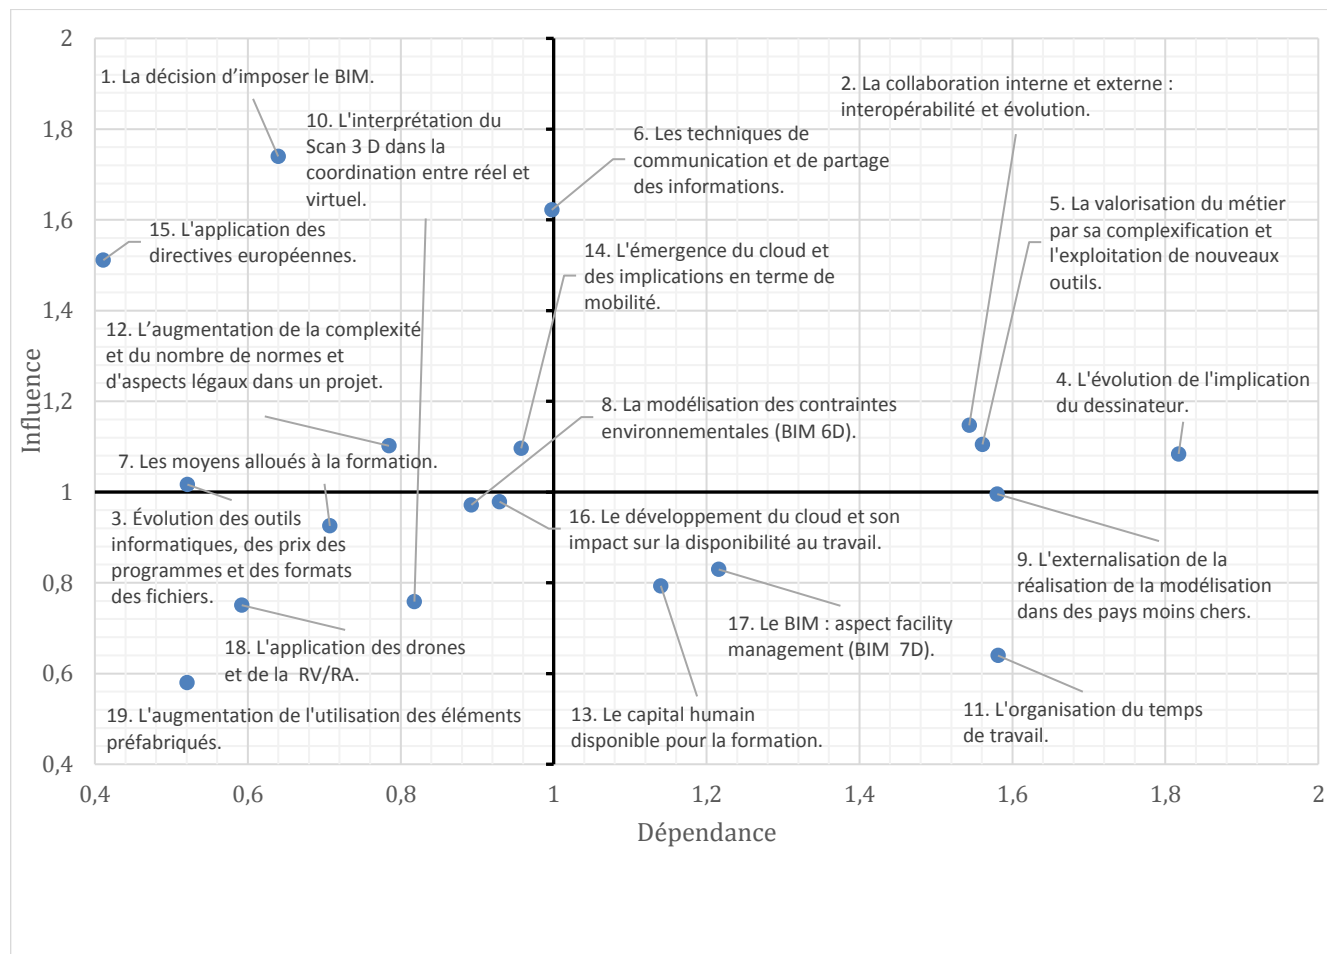 2
1,8
1,6
1,4
1,2
1
0,8
0,6
0,4
Influence
1. La décision d’imposer le BIM.
10. L'interprétation du
Scan 3 D dans la
coordination entre réel et
virtuel.
6. Les techniques de
communication et de partage
des informations.
2. La collaboration interne et externe :
interopérabilité et évolution.
5. La valorisation du métier
par sa complexification et
l'exploitation de nouveaux
outils.
15. L'application des
directives européennes.
14. L'émergence du cloud et
des implications en terme de
mobilité.
12. L’augmentation de la complexité
et du nombre de normes et
d'aspects légaux dans un projet.
4. L'évolution de l'implication
du dessinateur.
8. La modélisation des contraintes
environnementales (BIM 6D).
7. Les moyens alloués à la formation.
3. Évolution des outils
informatiques, des prix des
programmes et des formats
des fichiers.
16. Le développement du cloud et son
impact sur la disponibilité au travail.
9. L'externalisation de la
réalisation de la modélisation
dans des pays moins chers.
17. Le BIM : aspect facility
management (BIM  7D).
18. L'application des drones
et de la  RV/RA.
19. L'augmentation de l'utilisation des éléments
préfabriqués.
13. Le capital humain
disponible pour la formation.
11. L'organisation du temps
de travail.
0,4
0,6
0,8
1
1,2
1,4
1,6
1,8
2
Dépendance